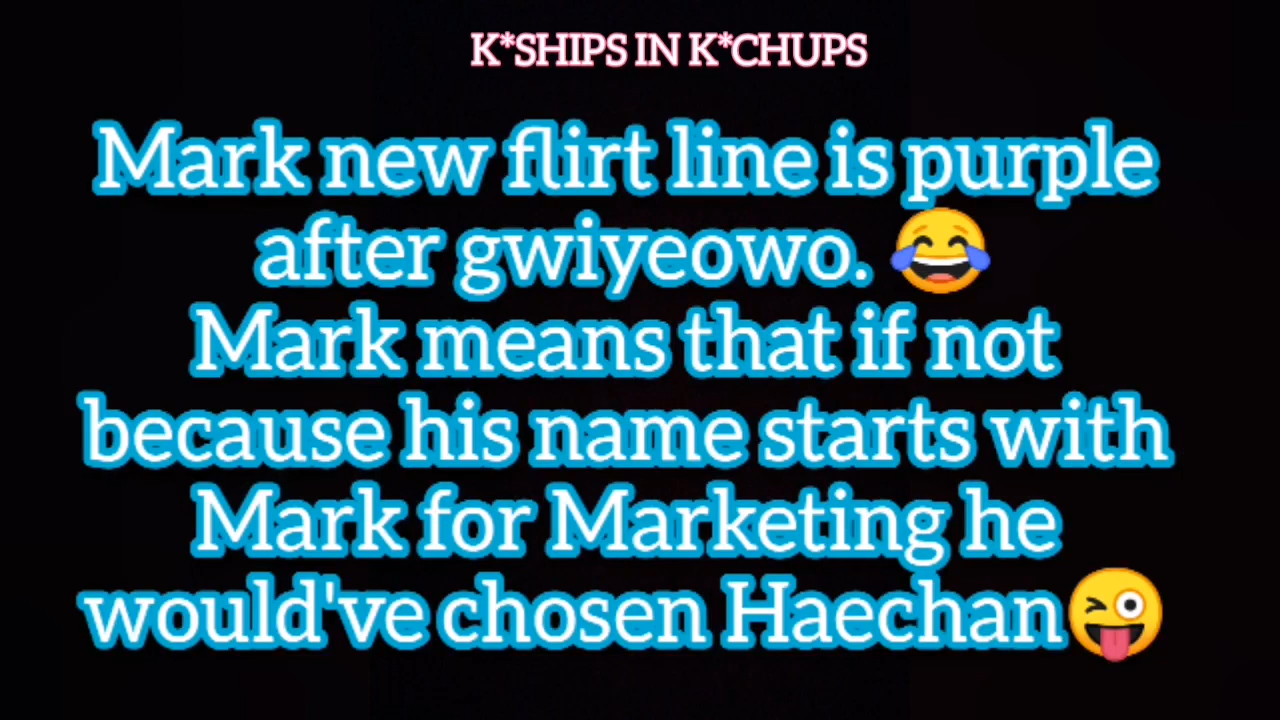 K*SHIPS IN K*CHUPS
Mark new flirt line is purple
after gwiyeowo. 😂
Mark means that if not
because his name starts with
Mark for Marketing he
would've chosen Haechan😜